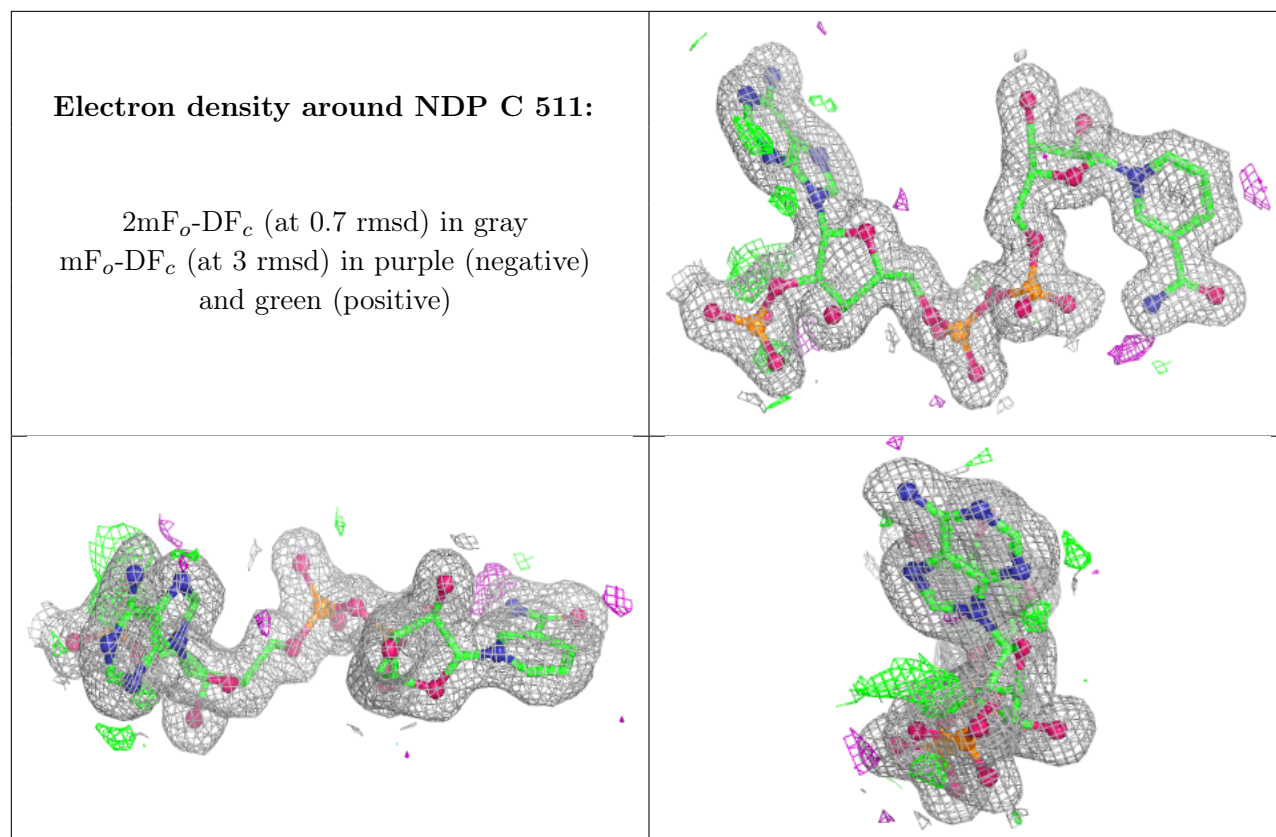 Electron density around NDP C 511:
2mFo-DFc (at 0.7 rmsd) in gray
mFo-DFc (at 3 rmsd) in purple (negative)
and green (positive)